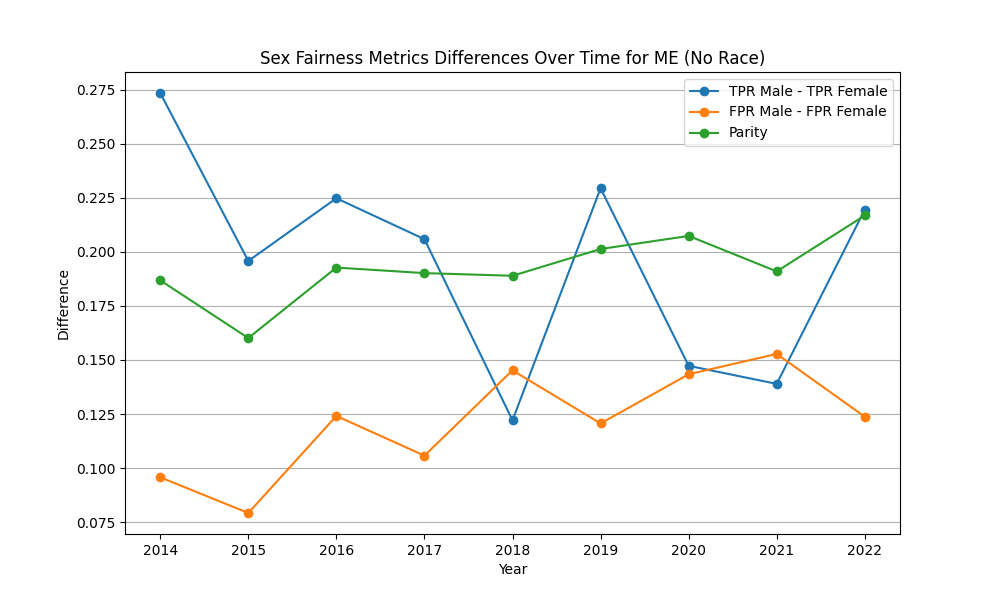 Sex Fairness Metrics Differences Over Time for ME (No Race)
TPR Male - TPR Female
FPR Male - FPR Female
Parity
Difference
0.275
0.250
0.225
0.200
0.175
0.150
0.125
0.100
0.075
2014 2015 2016 2017 2018 2019 2020 2021 2022
Year